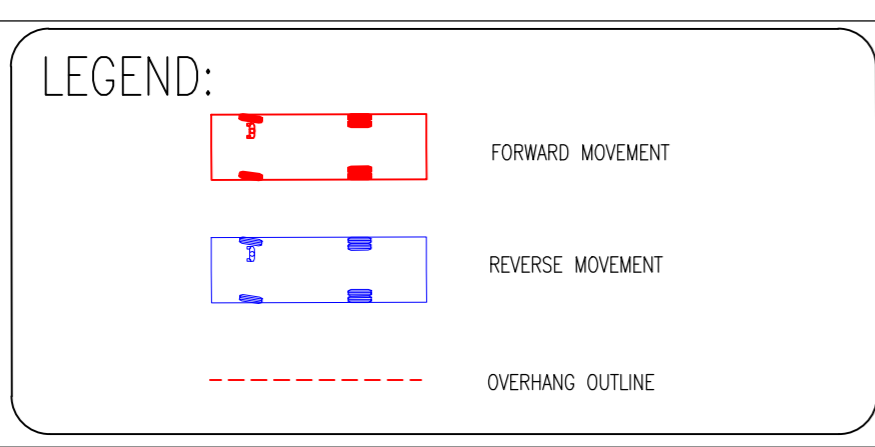 LEGEND:
FORWARD MOVEMENT
REVERSE MOVEMENT
OVERHANG OUTLINE